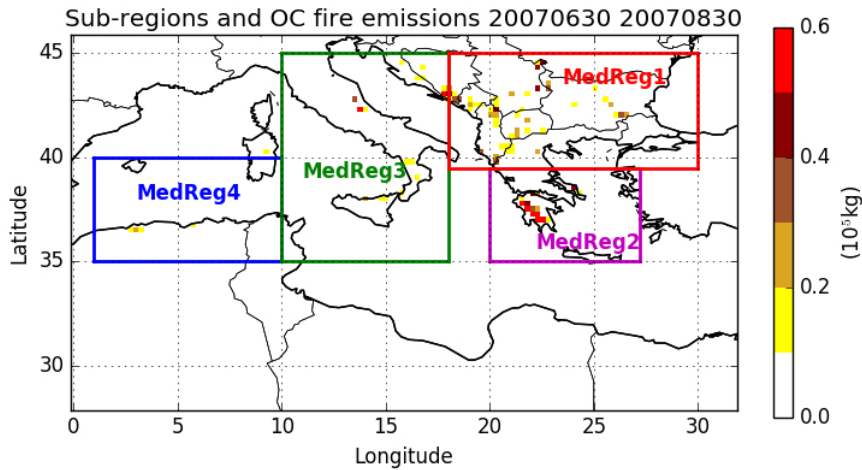 Sub-regions and OC fire emissions 20070630 20070830
45
40
35
30
Latitude
0
5
10
15
20
25
30
Longitude
MedReg1
MedReg3
MedReg4
MedReg2
0.6
0.4
0.2
0.0
(10⁵kg)